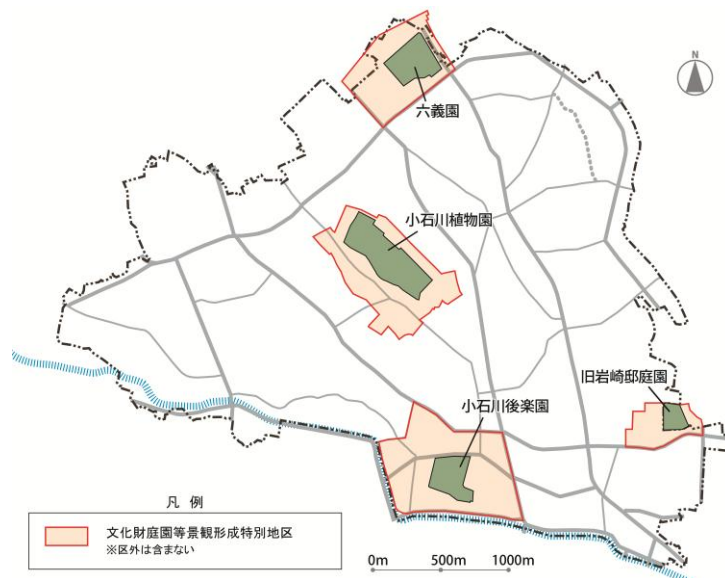 N
六義園
小石川植物園
旧岩崎邸庭園
小石川後楽園
凡 例
文化財庭園等景観形成特別地区
※区外は含まない
0m 500m 1000m